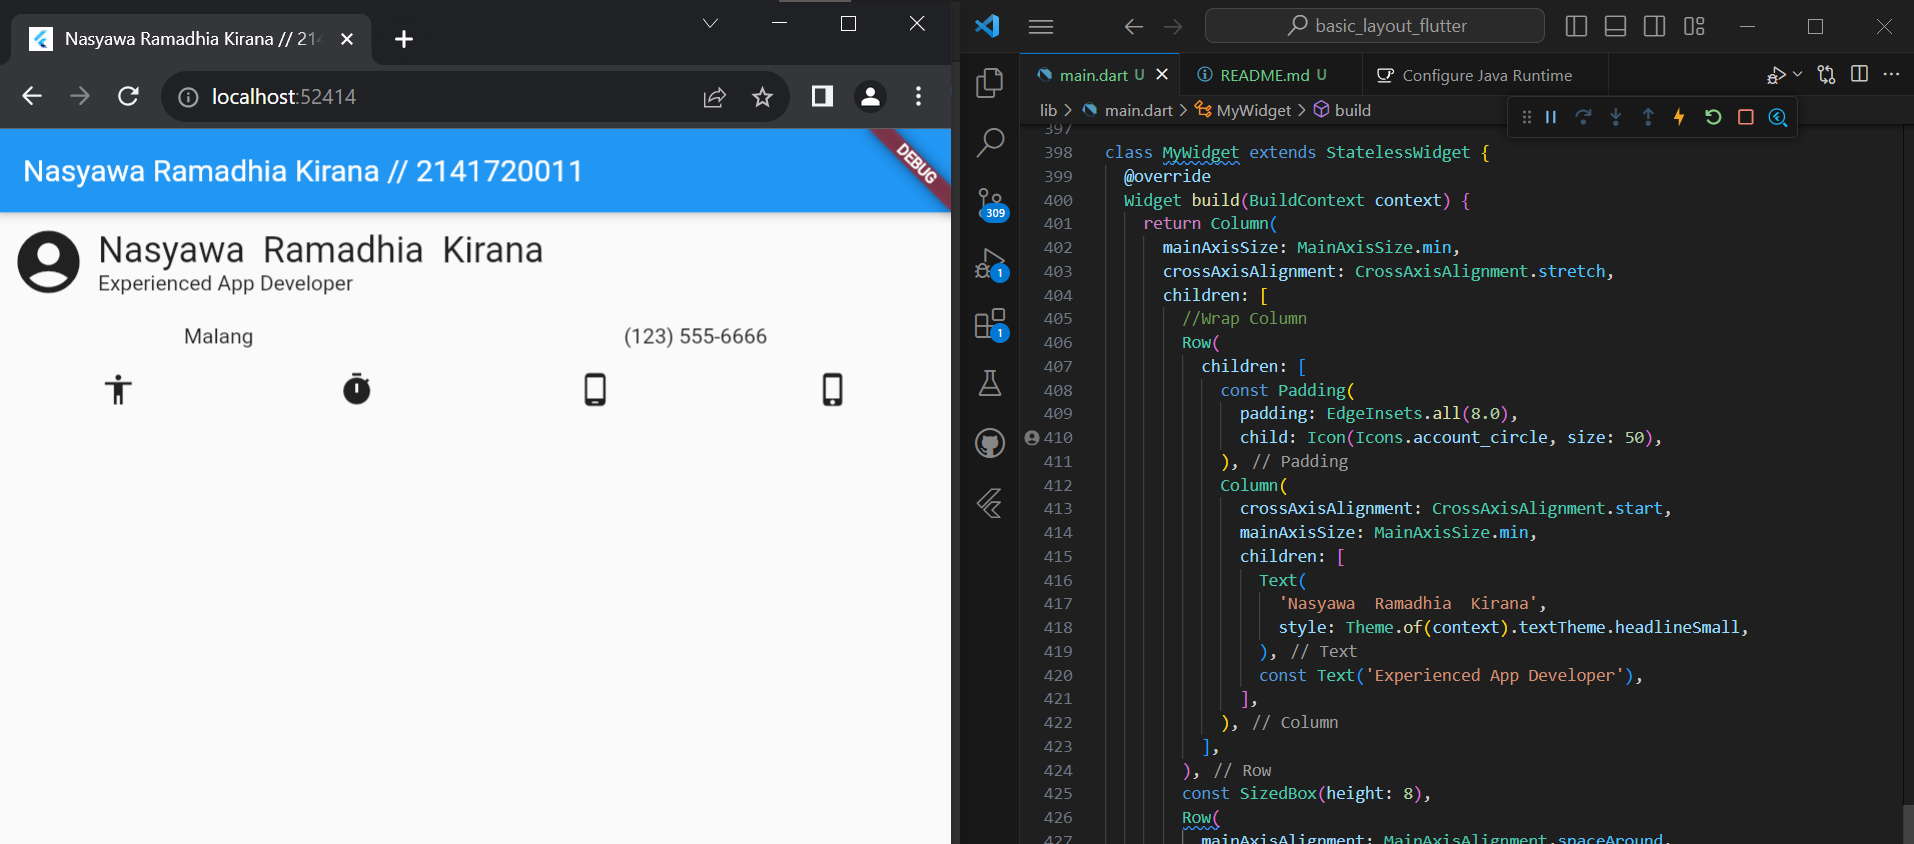 Nasyawa Ramadhia Kirana // 214
localhost:52414
Nasyawa Ramadhia Kirana // 2141720011
DEBUG
Nasyawa  Ramadhia  Kirana
Experienced App Developer
Malang
(123) 555-6666
basic_layout_flutter
main.dart U
README.md U
Configure Java Runtime
lib > main.dart > MyWidget > build
309
1
1
397
398 class MyWidget extends StatelessWidget {
399 @override
400 Widget build(BuildContext context) {
401 return Column(
402 mainAxisSize: MainAxisSize.min,
403 crossAxisAlignment: CrossAxisAlignment.stretch,
404 children: [
405 //Wrap Column
406 Row(
407 children: [
408 const Padding(
409 padding: EdgeInsets.all(8.0),
410 child: Icon(Icons.account_circle, size: 50),
411 ), // Padding
412 Column(
413 crossAxisAlignment: CrossAxisAlignment.start,
414 mainAxisSize: MainAxisSize.min,
415 children: [
416 Text(
417 'Nasyawa  Ramadhia  Kirana',
418 style: Theme.of(context).textTheme.headlineSmall,
419 ), // Text
420 const Text('Experienced App Developer'),
421 ],
422 ), // Column
423 ],
424 ), // Row
425 const SizedBox(height: 8),
426 Row(
427 mainAxisAlignment: MainAxisAlignment.spaceAround,